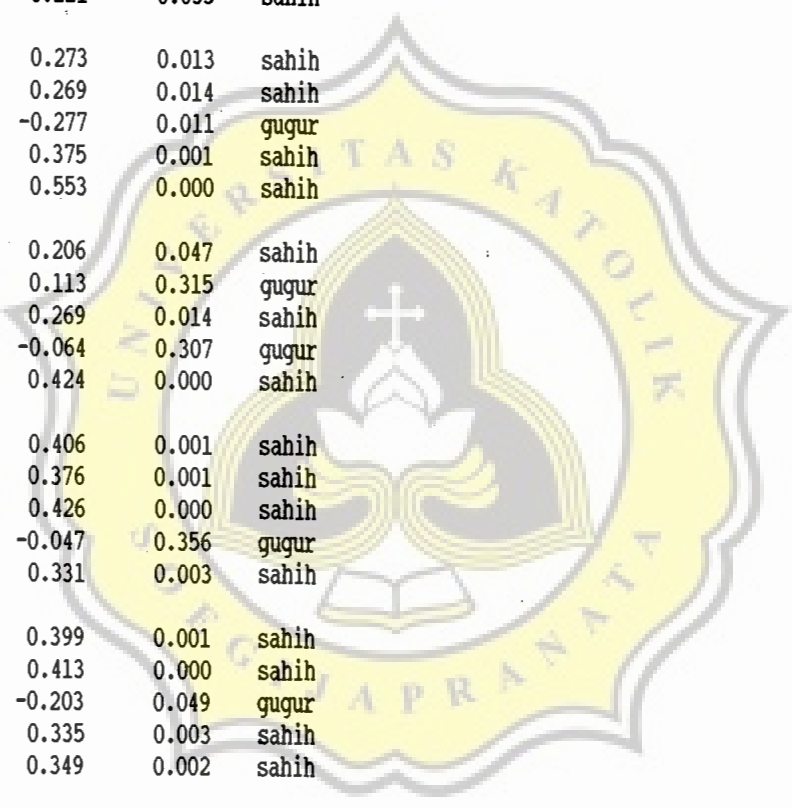 0.273 0.013 sahih
0.269 0.014 sahih
-0.277 0.011 gugur
0.375 0.001 sahih
0.553 0.000 sahih
0.206 0.047 sahih
0.113 0.315 gugur
0.269 0.014 sahih
-0.064 0.307 gugur
0.424 0.000 sahih
0.406 0.001 sahih
0.376 0.001 sahih
0.426 0.000 sahih
-0.047 0.356 gugur
0.331 0.003 sahih
0.399 0.001 sahih
0.413 0.000 sahih
-0.203 0.049 gugur
0.335 0.003 sahih
0.349 0.002 sahih
UNIVERSITAS KATOLIK
SOEGIJAPRANATA